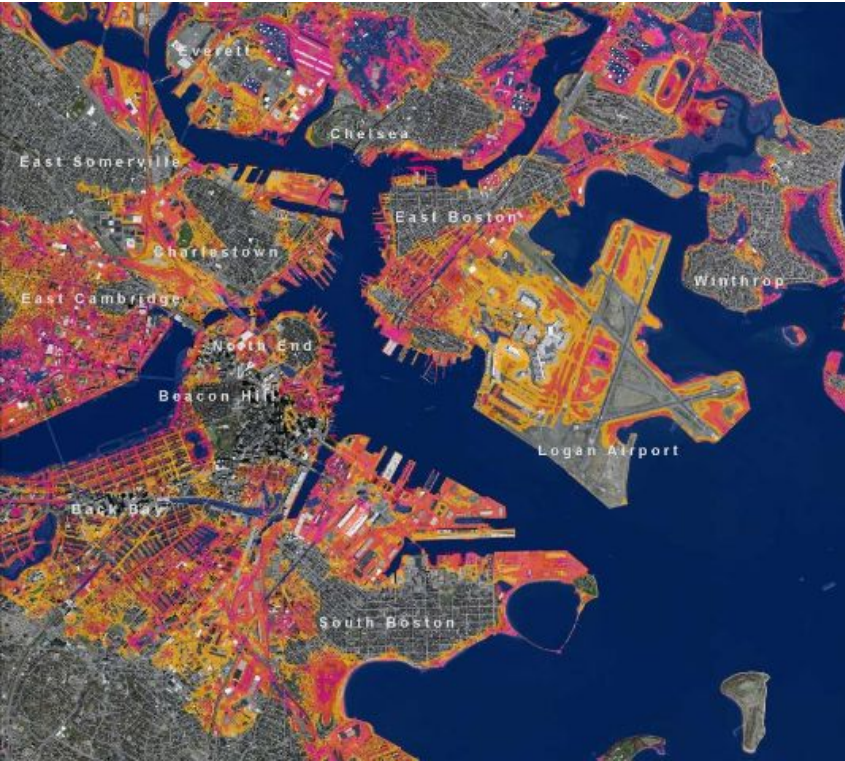 Everett
Chelsea
East Somerville
East Boston
Charlestown
Winthrop
East Cambridge
North End
Beacon Hill
Logan Airport
Back Bay
South Boston